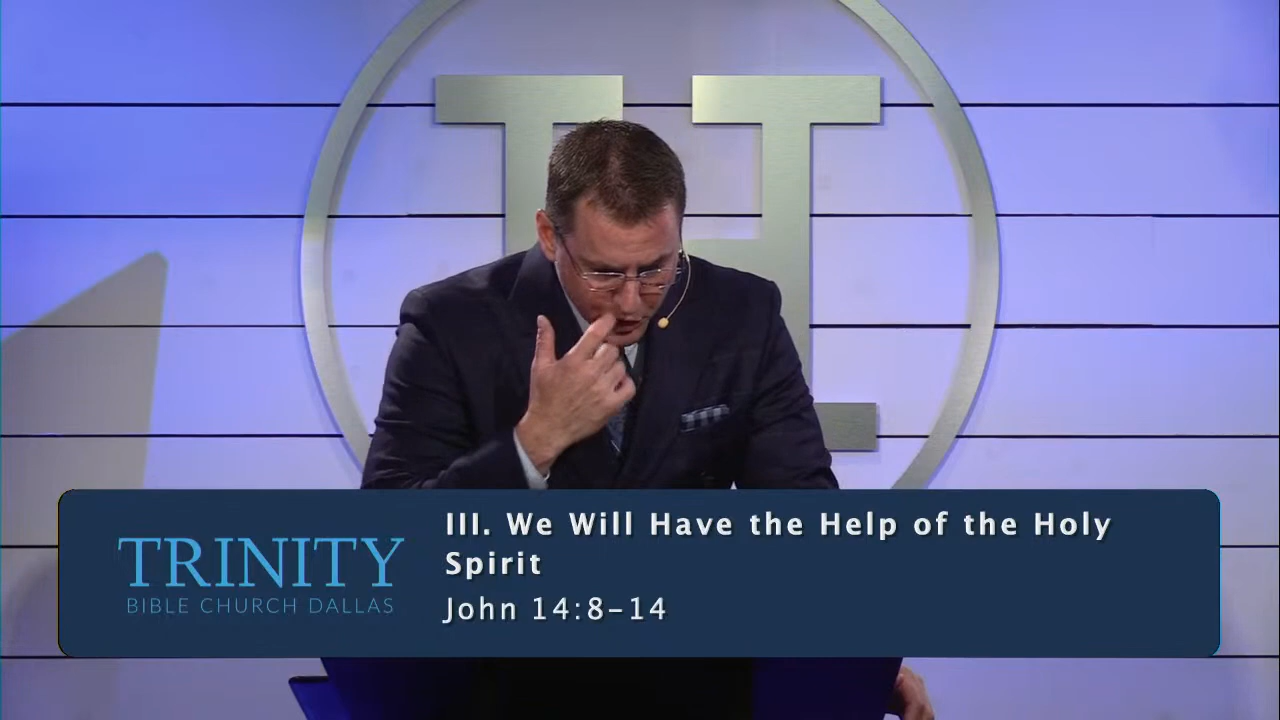 III. We Will Have the Help of the Holy
Spirit
John 14:8–14
TRINITY
BIBLE CHURCH DALLAS